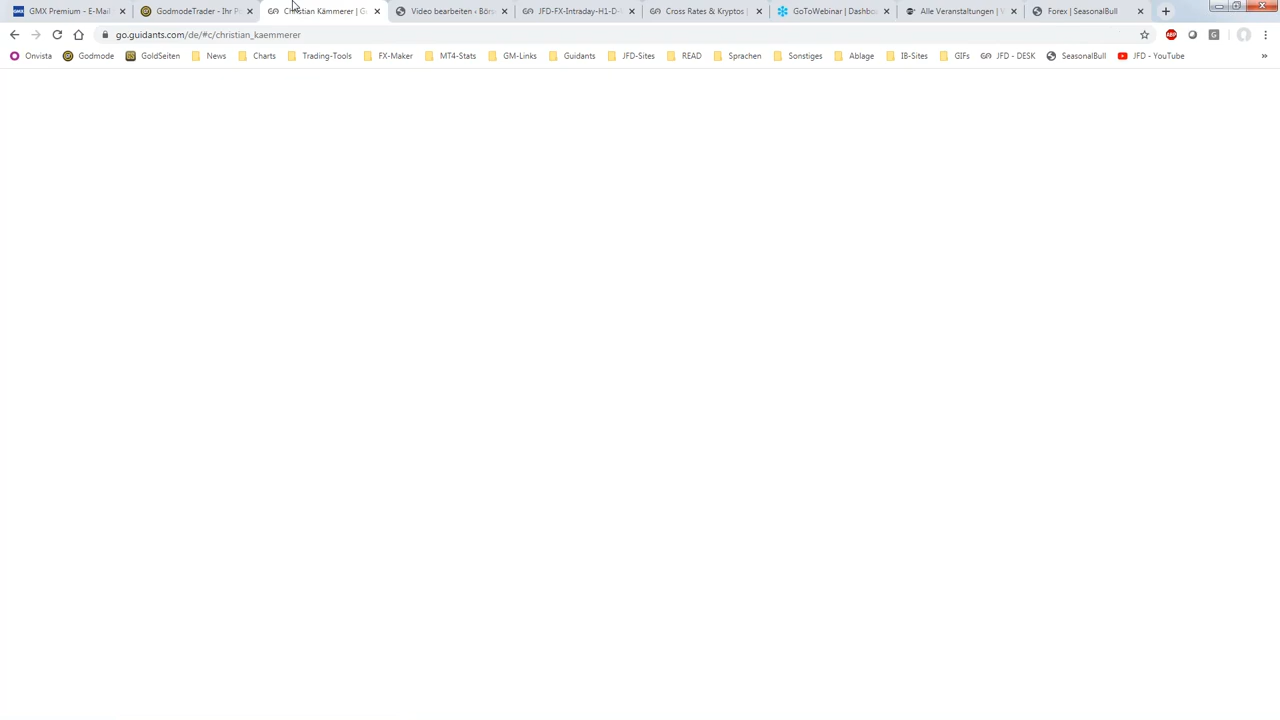 GMX Premium - E-Mail
GodmodeTrader - Ihr P
Christian Kämmerer | G
Video bearbeiten ‹ Börs
JFD-FX-Intraday-H1-D-
Cross Rates & Kryptos |
GoToWebinar | Dashbo
Alle Veranstaltungen | V
Forex | SeasonalBull
go.guidants.com/de/#c/christian_kaemmerer
ABP
G
Onvista
Godmode
GoldSeiten
News
Charts
Trading-Tools
FX-Maker
MT4-Stats
GM-Links
Guidants
JFD-Sites
READ
Sprachen
Sonstiges
Ablage
IB-Sites
GIFs
JFD - DESK
SeasonalBull
JFD - YouTube